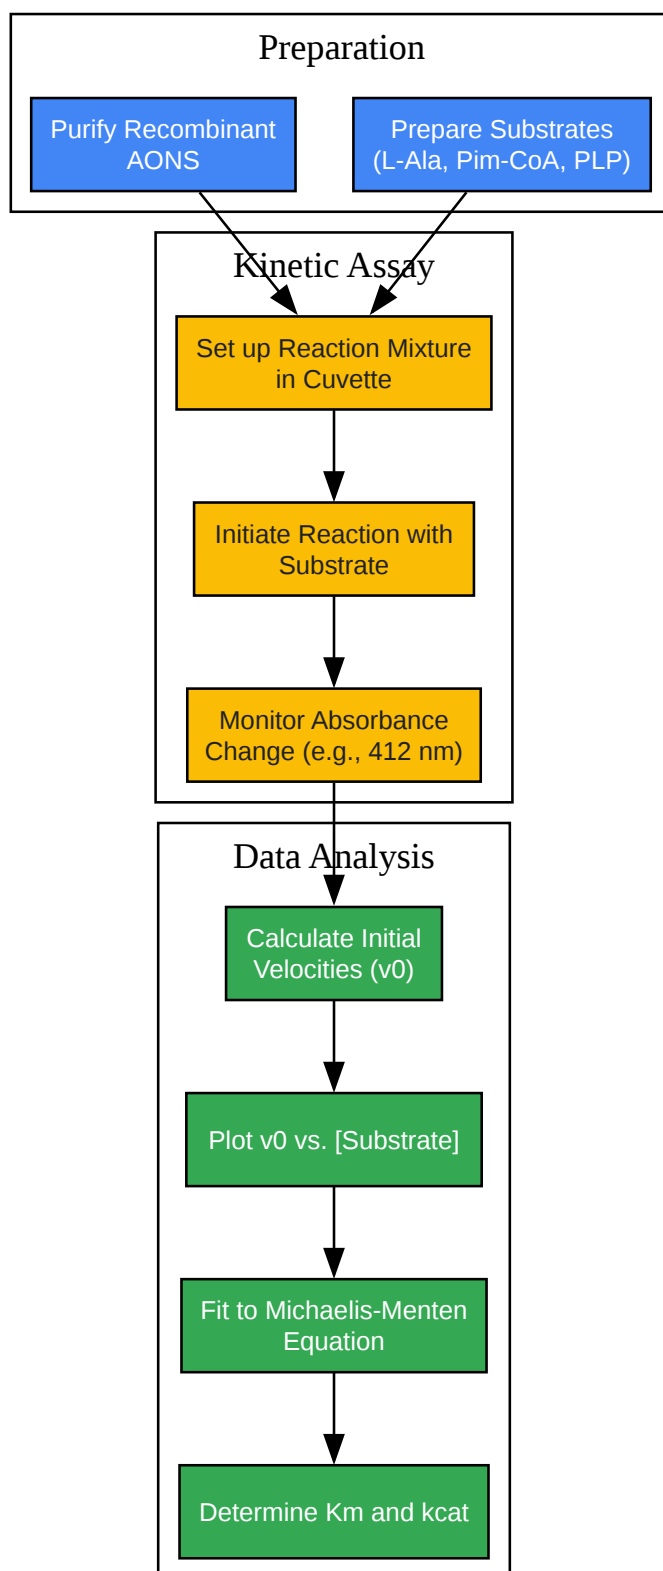 Preparation
Purify Recombinant
AONS
Prepare Substrates
(L-Ala, Pim-CoA, PLP)
Kinetic Assay
Set up Reaction Mixture
in Cuvette
Initiate Reaction with
Substrate
Monitor Absorbance
Change (e.g., 412 nm)
Data Analysis
Calculate Initial
Velocities (v0)
Plot v0 vs. [Substrate]
Fit to Michaelis-Menten
Equation
Determine Km and kcat